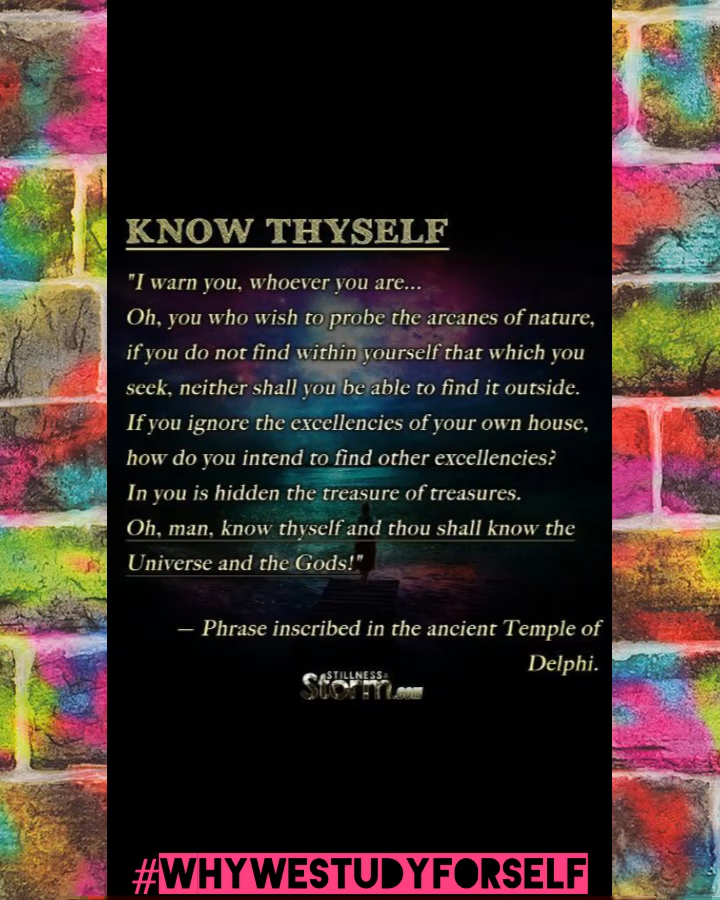 KNOW THYSELF
"I warn you, whoever you are...
Oh, you who wish to probe the arcanes of nature,
if you do not find within yourself that which you
seek, neither shall you be able to find it outside.
If you ignore the excellencies of your own house,
how do you intend to find other excellencies?
In you is hidden the treasure of treasures.
Oh, man, know thyself and thou shall know the
Universe and the Gods!"
— Phrase inscribed in the ancient Temple of
Delphi.
STILLNESS
Storm.com
#WHYWESTUDYFORSELF